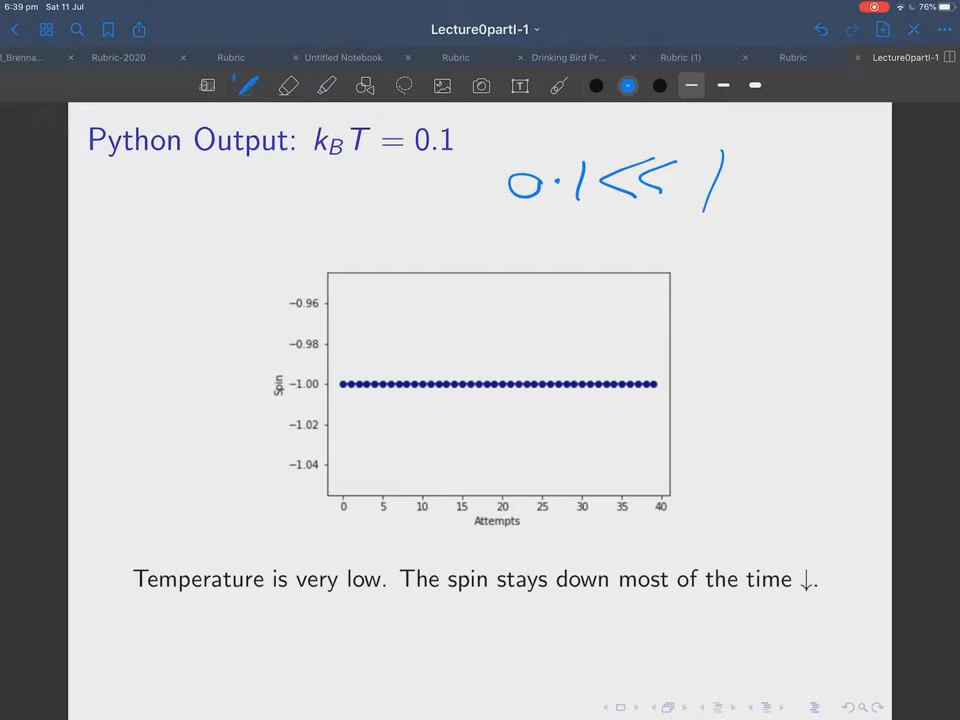 6:39 pm Sat 11 Jul
76%
Lecture0partI-1
I_Brenna...
Rubric-2020
Rubric
Untitled Notebook
Rubric
Drinking Bird Pr...
Rubric (1)
Rubric
Lecture0partI-1
Python Output: k_B T = 0.1
0.1 << 1
−0.96
−0.98
−1.00
−1.02
−1.04
Spin
0 5 10 15 20 25 30 35 40
Attempts
Temperature is very low. The spin stays down most of the time ↓.